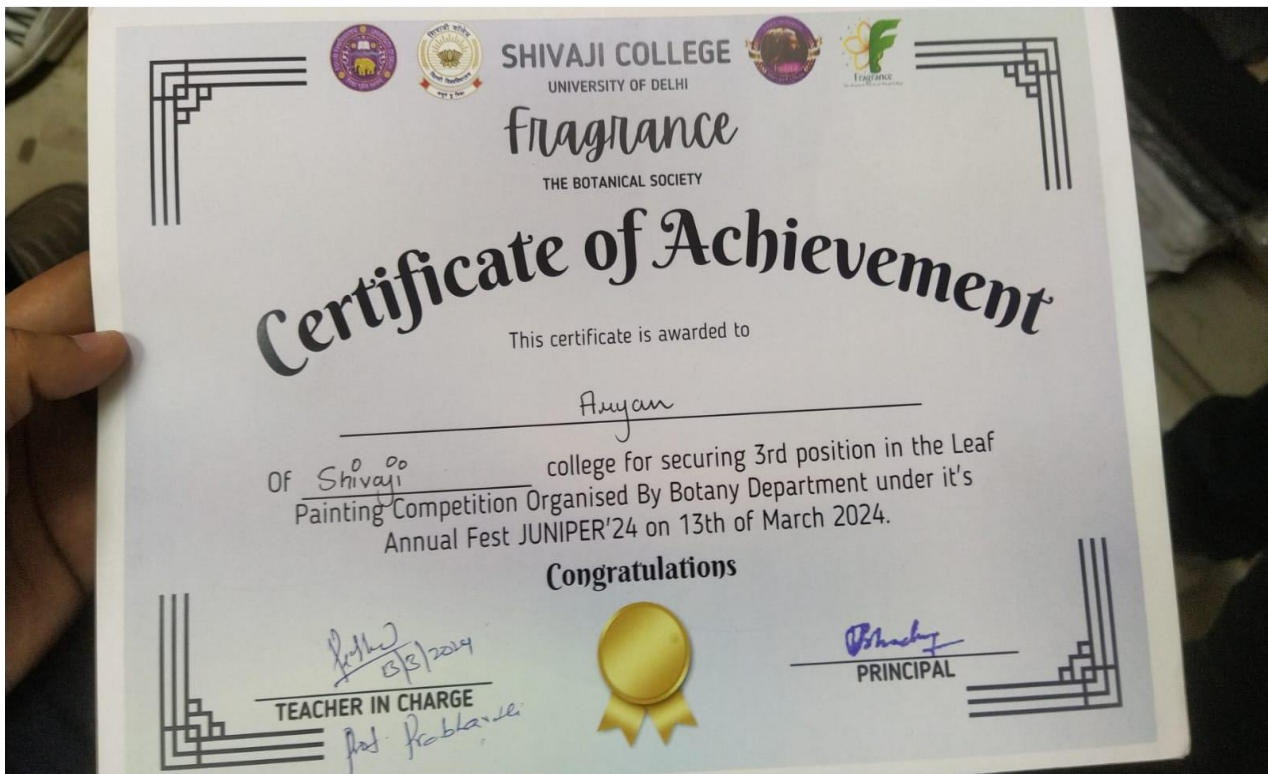 SHIVAJI COLLEGE
UNIVERSITY OF DELHI
Fragrance
Fragrance
THE BOTANICAL SOCIETY
Certificate of Achievement
This certificate is awarded to
Aryan
Of Shivaji college for securing 3rd position in the Leaf
Painting Competition Organised By Botany Department under it's
Annual Fest JUNIPER'24 on 13th of March 2024.
Congratulations
13/3/2024
TEACHER IN CHARGE
PRINCIPAL
Prof.